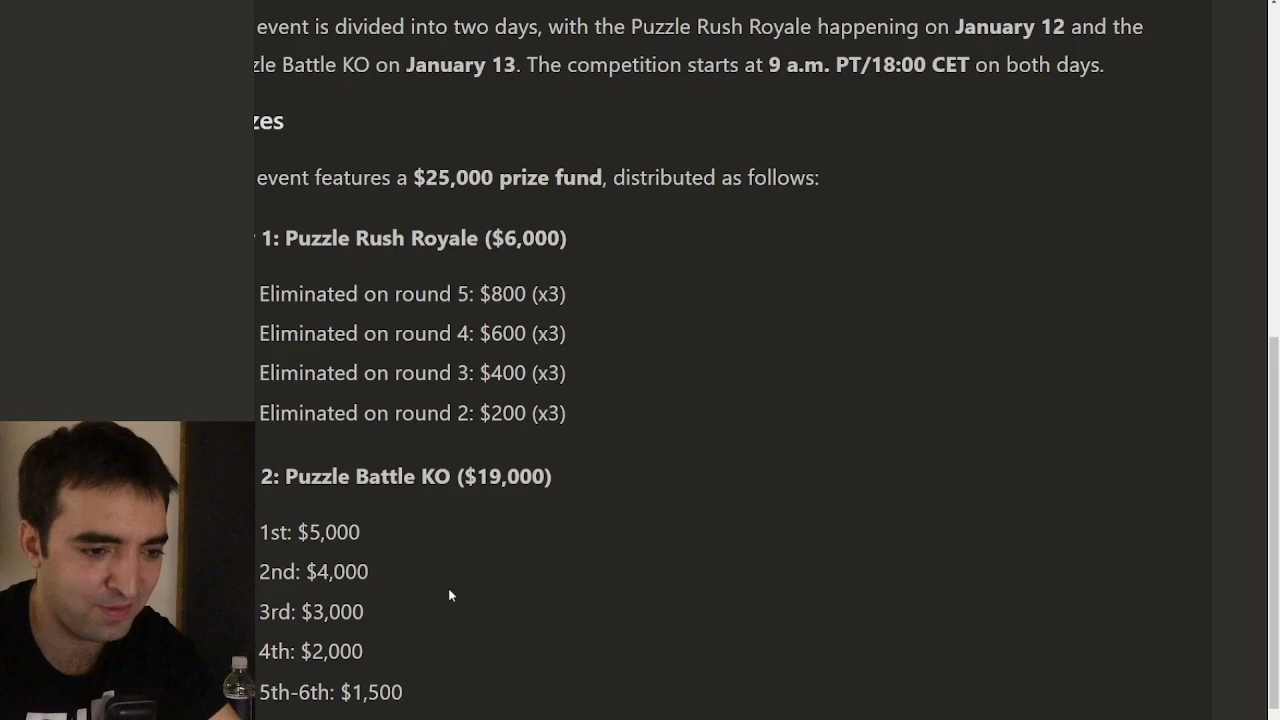 event is divided into two days, with the Puzzle Rush Royale happening on January 12 and the
zle Battle KO on January 13. The competition starts at 9 a.m. PT/18:00 CET on both days.
zes
event features a $25,000 prize fund, distributed as follows:
1: Puzzle Rush Royale ($6,000)
Eliminated on round 5: $800 (x3)
Eliminated on round 4: $600 (x3)
Eliminated on round 3: $400 (x3)
Eliminated on round 2: $200 (x3)
2: Puzzle Battle KO ($19,000)
1st: $5,000
2nd: $4,000
3rd: $3,000
4th: $2,000
5th-6th: $1,500